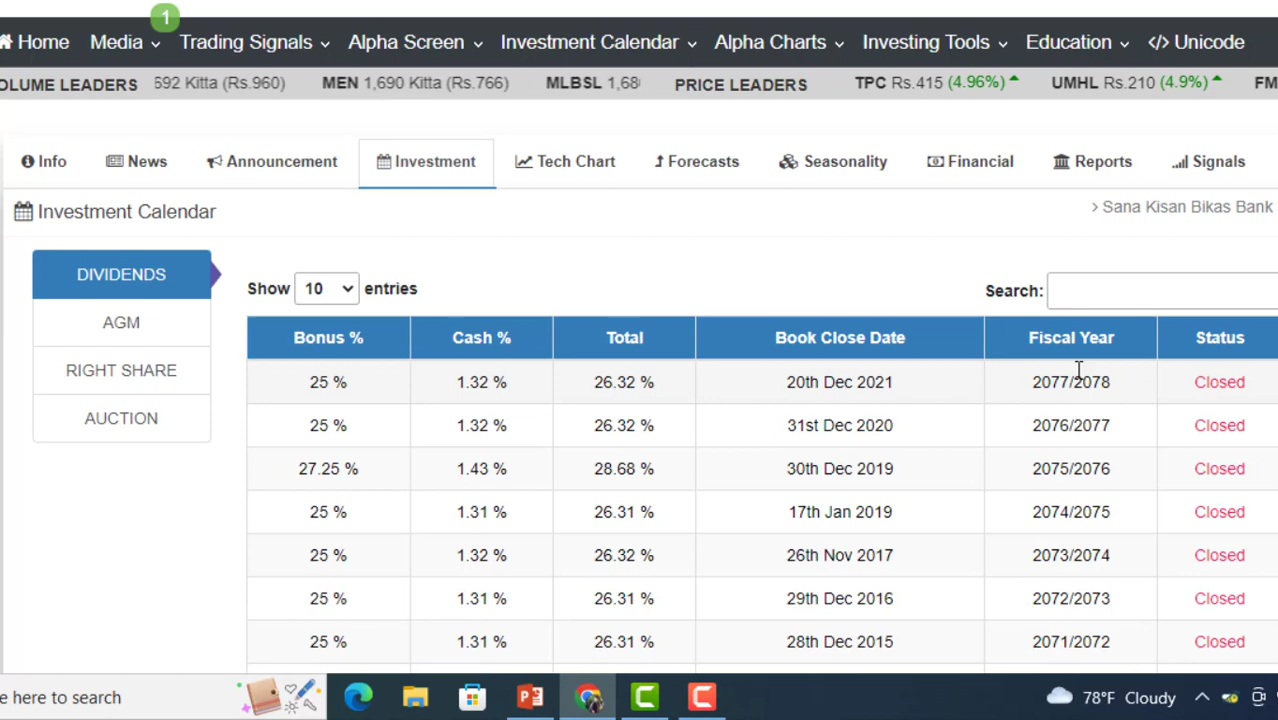 1
Home Media Trading Signals Alpha Screen Investment Calendar Alpha Charts Investing Tools Education </> Unicode
OLUME LEADERS 592 Kitta (Rs.960) MEN 1,690 Kitta (Rs.766) MLBSL 1,68 PRICE LEADERS TPC Rs.415 (4.96%) UMHL Rs.210 (4.9%) FM
Info News Announcement Investment Tech Chart Forecasts Seasonality Financial Reports Signals
Investment Calendar > Sana Kisan Bikas Bank
DIVIDENDS
AGM
RIGHT SHARE
AUCTION
Show 10 entries Search:
Bonus % Cash % Total Book Close Date Fiscal Year Status
25 % 1.32 % 26.32 % 20th Dec 2021 2077/2078 Closed
25 % 1.32 % 26.32 % 31st Dec 2020 2076/2077 Closed
27.25 % 1.43 % 28.68 % 30th Dec 2019 2075/2076 Closed
25 % 1.31 % 26.31 % 17th Jan 2019 2074/2075 Closed
25 % 1.32 % 26.32 % 26th Nov 2017 2073/2074 Closed
25 % 1.31 % 26.31 % 29th Dec 2016 2072/2073 Closed
25 % 1.31 % 26.31 % 28th Dec 2015 2071/2072 Closed
e here to search 78°F Cloudy